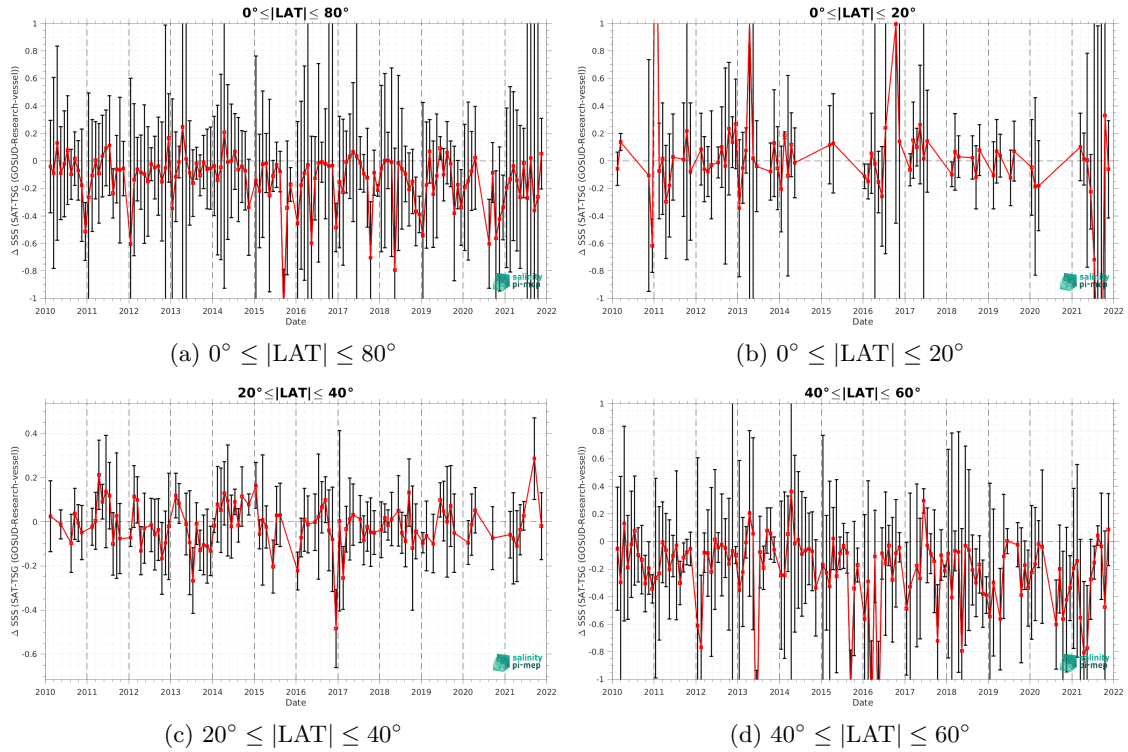 0°≤|LAT|≤ 80°
Δ SSS (SAT-TSG (GOSUD-Research-vessel))
1
0.8
0.6
0.4
0.2
0
-0.2
-0.4
-0.6
-0.8
-1
2010 2011 2012 2013 2014 2015 2016 2017 2018 2019 2020 2021 2022
Date
salinity
pi-mep
(a) 0° ≤ |LAT| ≤ 80°
0°≤|LAT|≤ 20°
Δ SSS (SAT-TSG (GOSUD-Research-vessel))
1
0.8
0.6
0.4
0.2
0
-0.2
-0.4
-0.6
-0.8
-1
2010 2011 2012 2013 2014 2015 2016 2017 2018 2019 2020 2021 2022
Date
salinity
pi-mep
(b) 0° ≤ |LAT| ≤ 20°
20°≤|LAT|≤ 40°
Δ SSS (SAT-TSG (GOSUD-Research-vessel))
0.4
0.2
0
-0.2
-0.4
-0.6
2010 2011 2012 2013 2014 2015 2016 2017 2018 2019 2020 2021 2022
Date
salinity
pi-mep
(c) 20° ≤ |LAT| ≤ 40°
40°≤|LAT|≤ 60°
Δ SSS (SAT-TSG (GOSUD-Research-vessel))
1
0.8
0.6
0.4
0.2
0
-0.2
-0.4
-0.6
-0.8
-1
2010 2011 2012 2013 2014 2015 2016 2017 2018 2019 2020 2021 2022
Date
salinity
pi-mep
(d) 40° ≤ |LAT| ≤ 60°